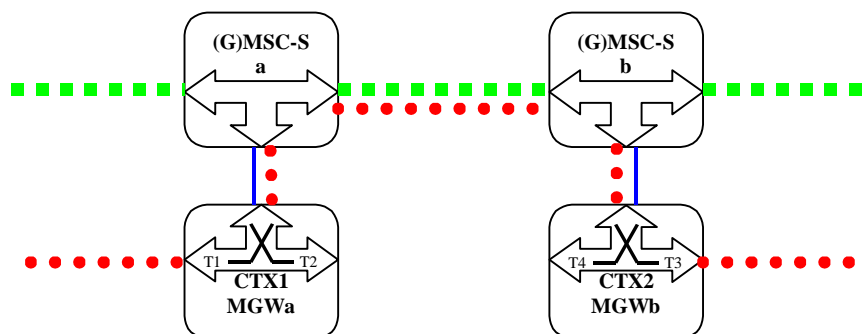 (G)MSC-S
a
(G)MSC-S
b
T1 T2
CTX1
MGWa
T4 T3
CTX2
MGWb